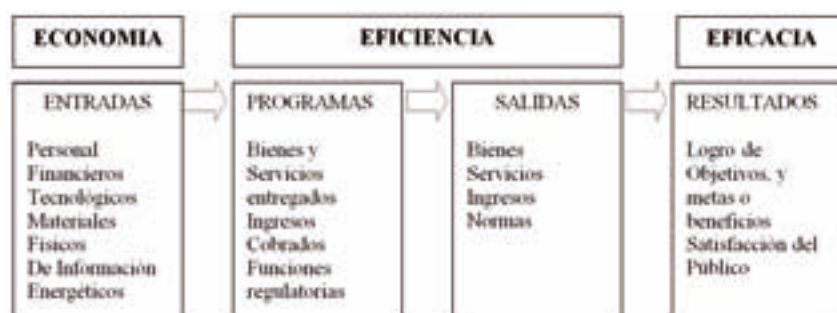 ECONOMIA
EFICIENCIA
EFICACIA
ENTRADAS
Personal
Financieros
Tecnológicos
Materiales
Físicos
De Información
Energéticos
PROGRAMAS
Bienes y
Servicios
entregados
Ingresos
Cobrados
Funciones
regulatorias
SALIDAS
Bienes
Servicios
Ingresos
Normas
RESULTADOS
Logro de
Objetivos, y
metas o
beneficios
Satisfacción del
Público